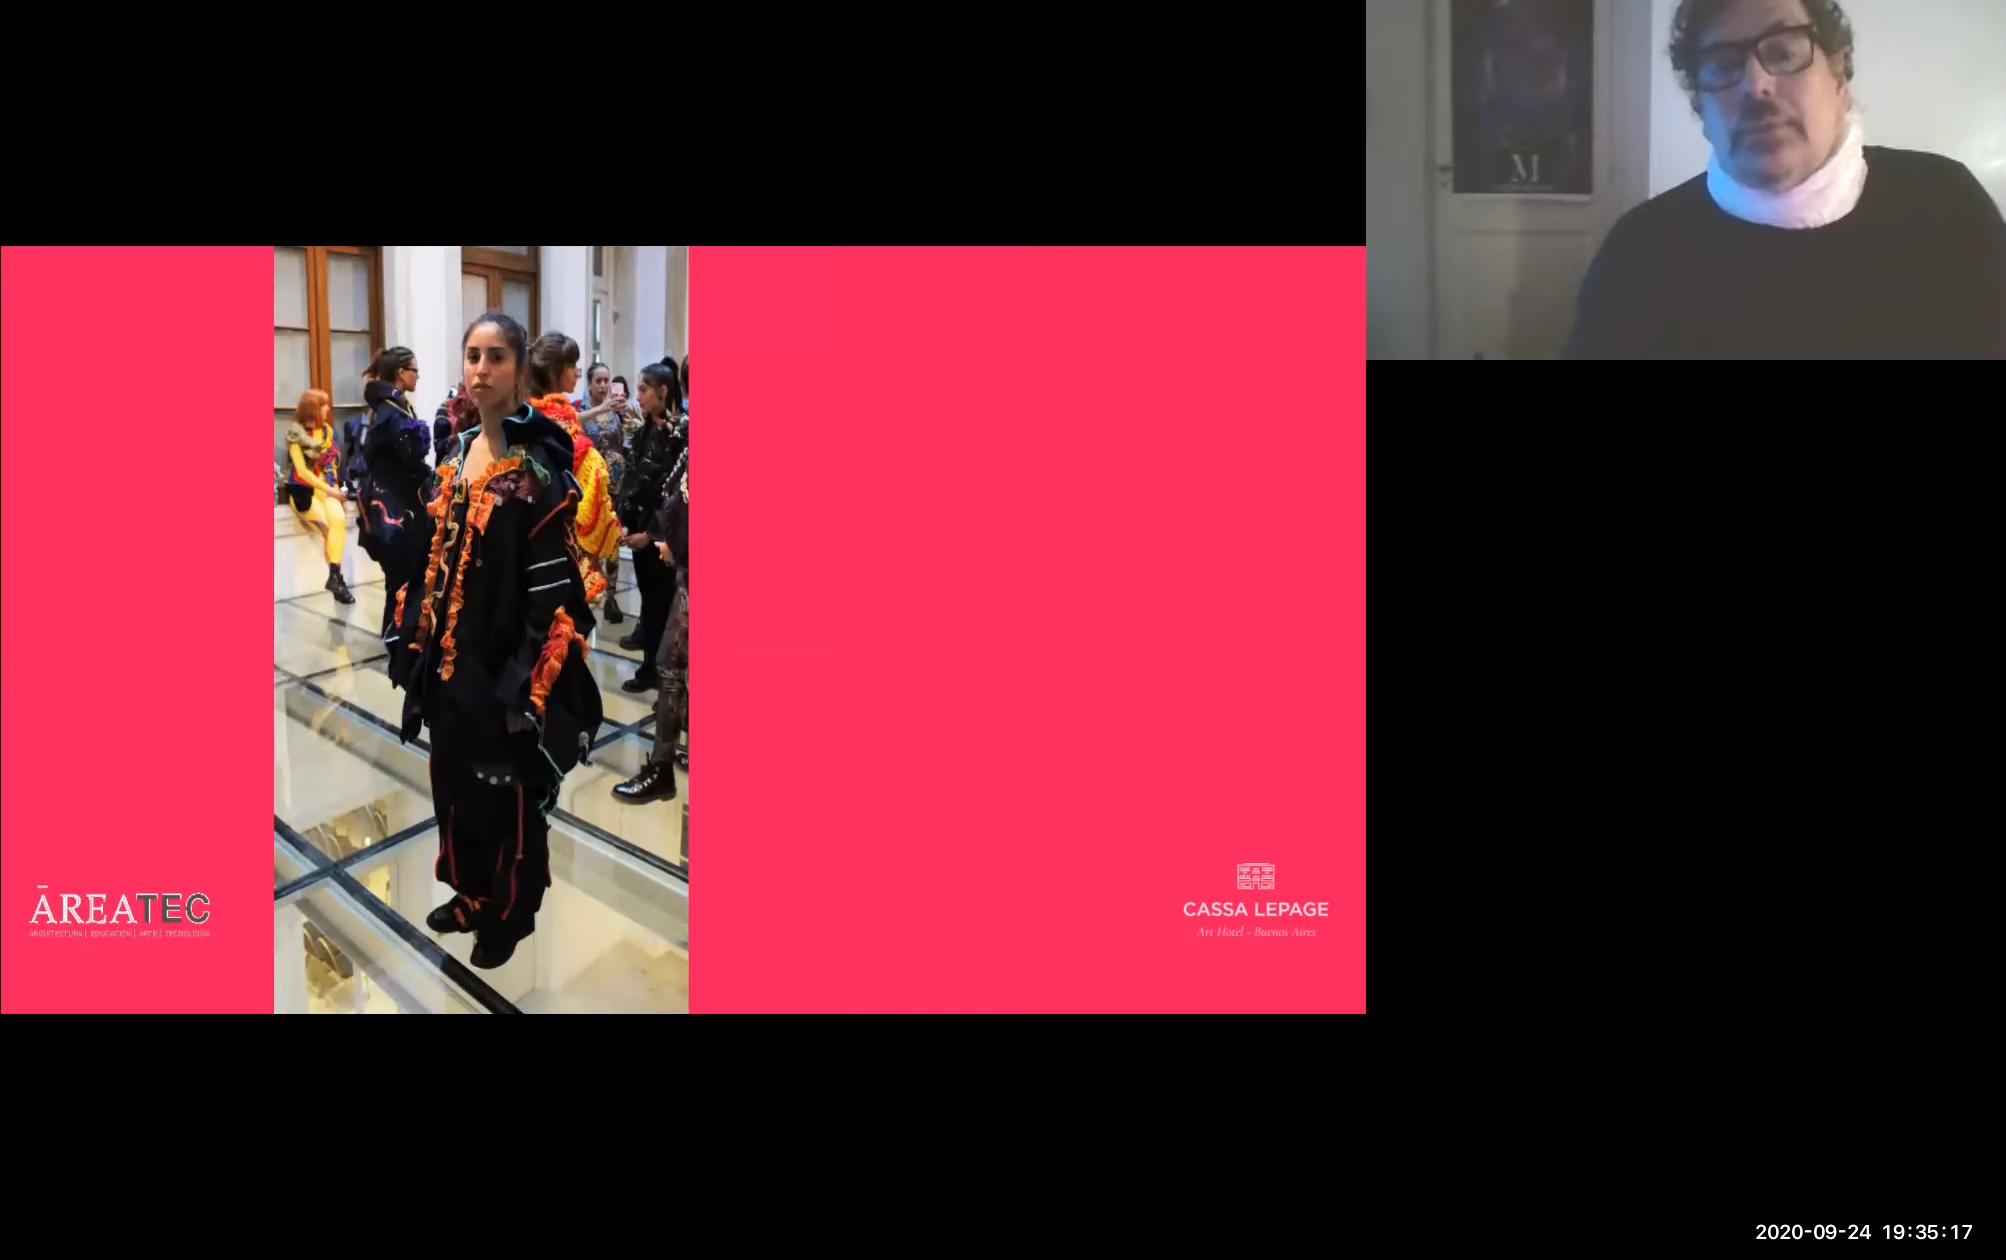 M
ĀREATEC
ARQUITECTURA | EDUCACIÓN | ARTE | TECNOLOGÍA
CASSA LEPAGE
Art Hotel - Buenos Aires
2020-09-24 19:35:17